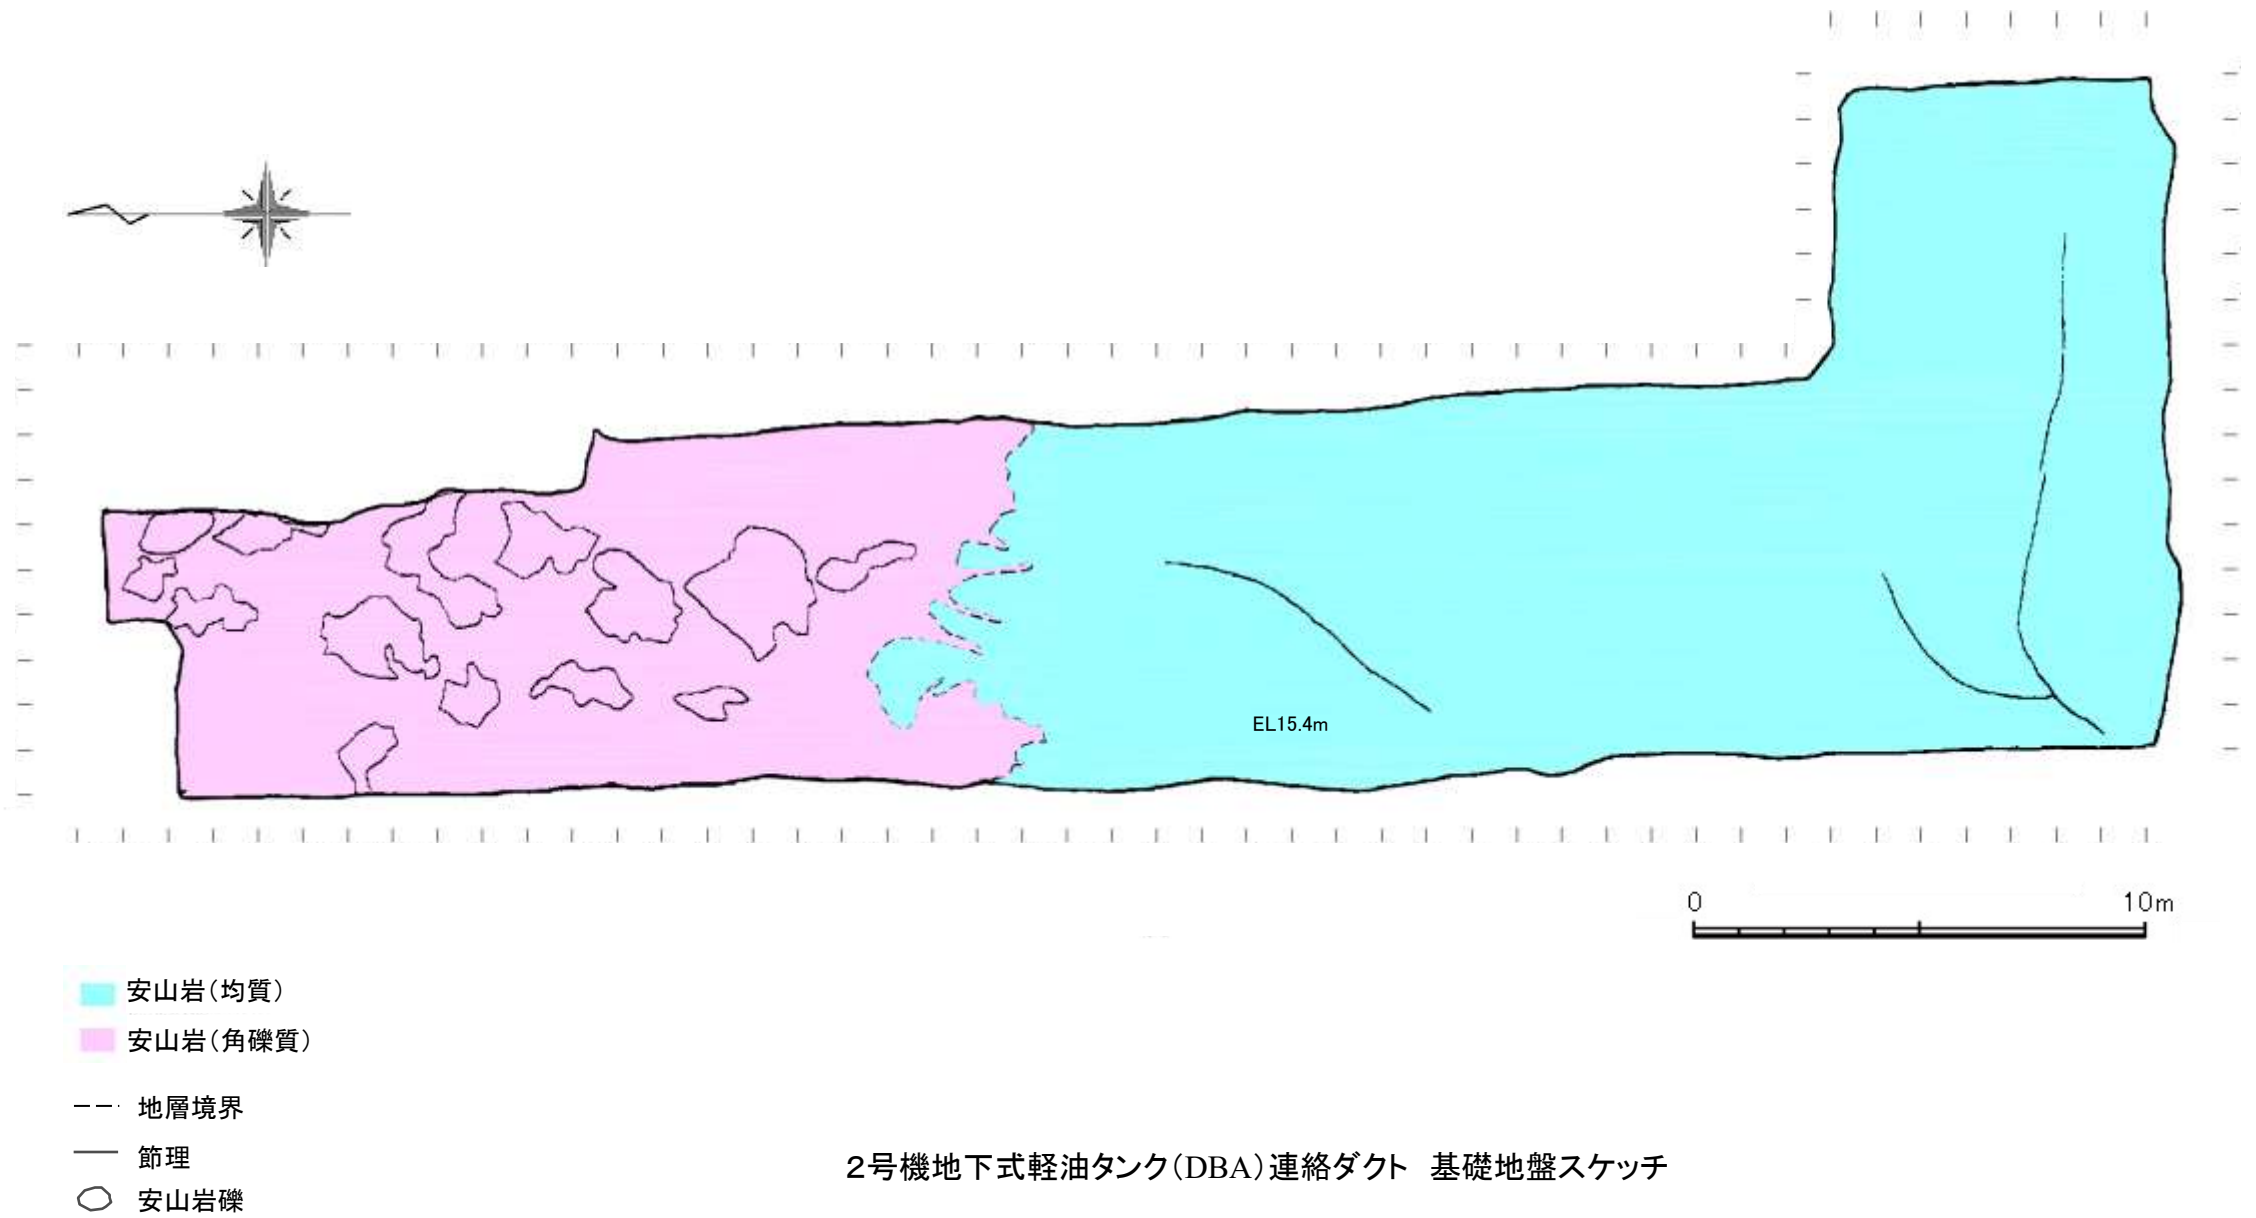 EL15.4m
0 10m
安山岩（均質）
安山岩（角礫質）
地層境界
節理
安山岩礫
２号機地下式軽油タンク（DBA）連絡ダクト　基礎地盤スケッチ